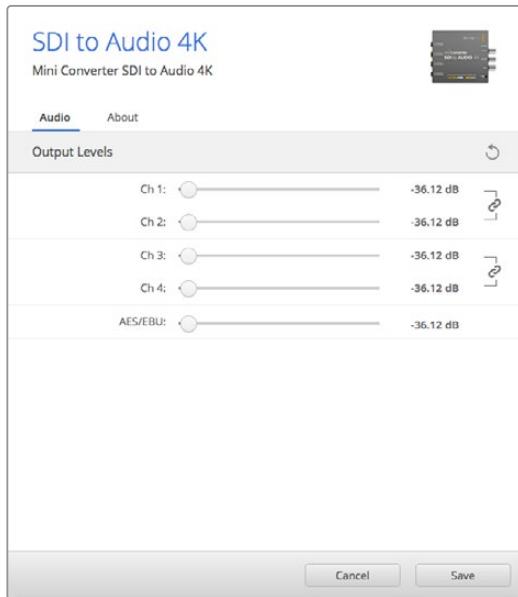 SDI to Audio 4K
Mini Converter SDI to Audio 4K
Audio About
Output Levels
Ch 1: -36.12 dB
Ch 2: -36.12 dB
Ch 3: -36.12 dB
Ch 4: -36.12 dB
AES/EBU: -36.12 dB
Cancel Save